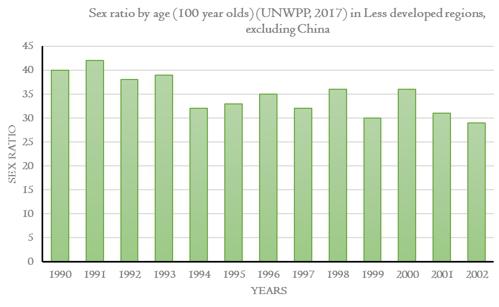 Sex ratio by age (100 year olds) (UNWPP, 2017) in Less developed regions,
excluding China
45
40
35
30
25
20
15
10
5
0
SEX RATIO
1990 1991 1992 1993 1994 1995 1996 1997 1998 1999 2000 2001 2002
YEARS